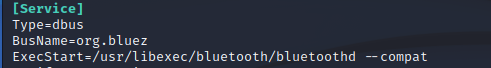 [Service]
Type=dbus
BusName=org.bluez
ExecStart=/usr/libexec/bluetooth/bluetoothd --compat